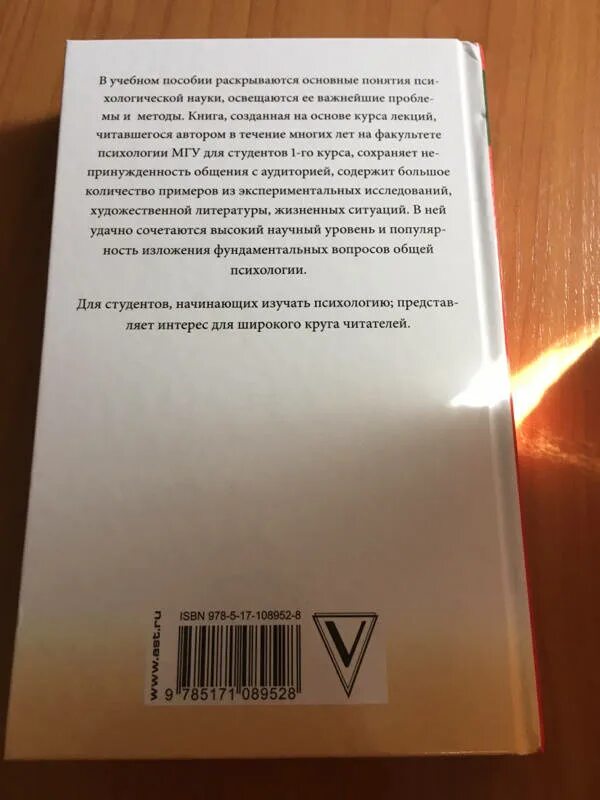 В учебном пособии раскрываются основные понятия пси-
хологической науки, освещаются ее важнейшие пробле-
мы и методы. Книга, созданная на основе курса лекций,
читавшегося автором в течение многих лет на факультете
психологии МГУ для студентов 1-го курса, сохраняет не-
принужденность общения с аудиторией, содержит большое
количество примеров из экспериментальных исследований,
художественной литературы, жизненных ситуаций. В ней
удачно сочетаются высокий научный уровень и популяр-
ность изложения фундаментальных вопросов общей
психологии.
Для студентов, начинающих изучать психологию; представ-
ляет интерес для широкого круга читателей.
www.ast.ru
ISBN 978-5-17-108952-8
9 785171 089528
V